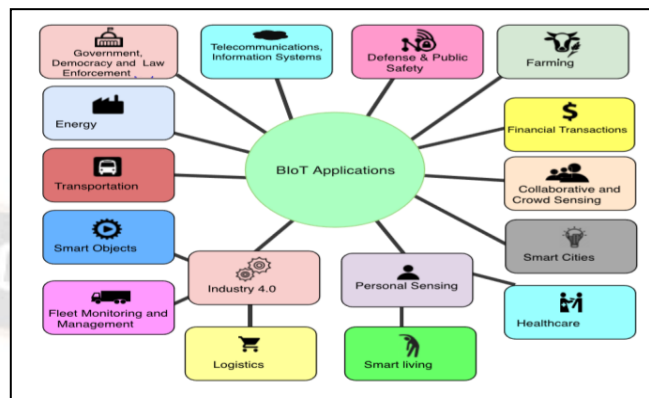 Government,
Democracy and Law
Enforcement
Telecommunications,
Information Systems
Defense & Public
Safety
Farming
Energy
$
Financial Transactions
BIoT Applications
Transportation
Collaborative and
Crowd Sensing
Smart Objects
Smart Cities
Industry 4.0
Personal Sensing
Fleet Monitoring and
Management
Healthcare
Logistics
Smart living